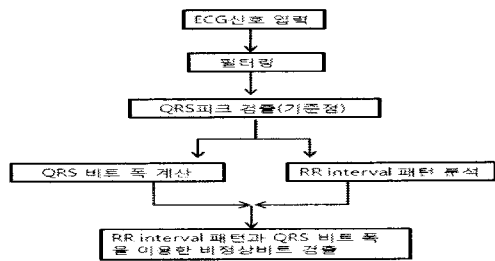 ECG신호 입력
필터링
QRS피크 검출(기준점)
QRS 비트 폭 계산
RR interval 패턴 분석
RR interval 패턴과 QRS 비트 폭
을 이용한 비정상비트 검출